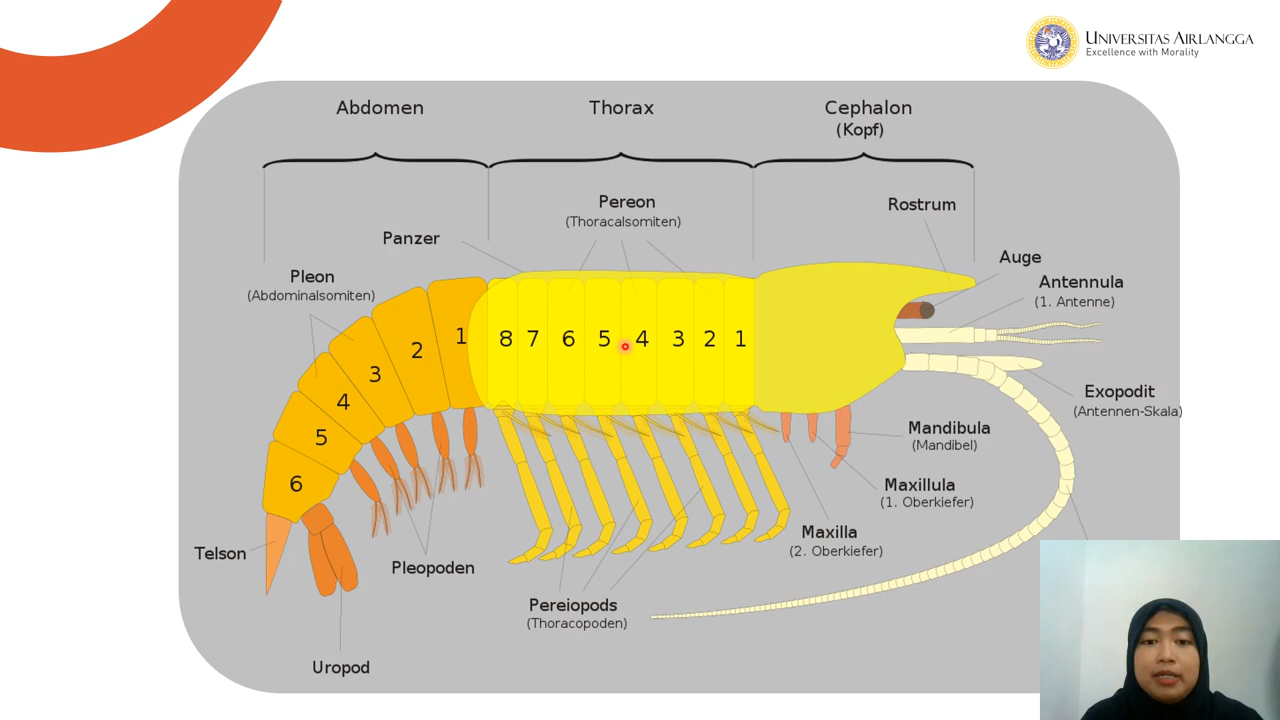 UNIVERSITAS AIRLANGGA
Excellence with Morality
Abdomen
Thorax
Cephalon
(Kopf)
Pereon
(Thoracalsomiten)
Rostrum
Panzer
Auge
Pleon
(Abdominalsomiten)
Antennula
(1. Antenne)
8 7 6 5 4 3 2 1
1
2
3
4
5
6
Exopodit
(Antennen-Skala)
Mandibula
(Mandibel)
Maxillula
(1. Oberkiefer)
Maxilla
(2. Oberkiefer)
Telson
Pleopoden
Pereiopods
(Thoracopoden)
Uropod